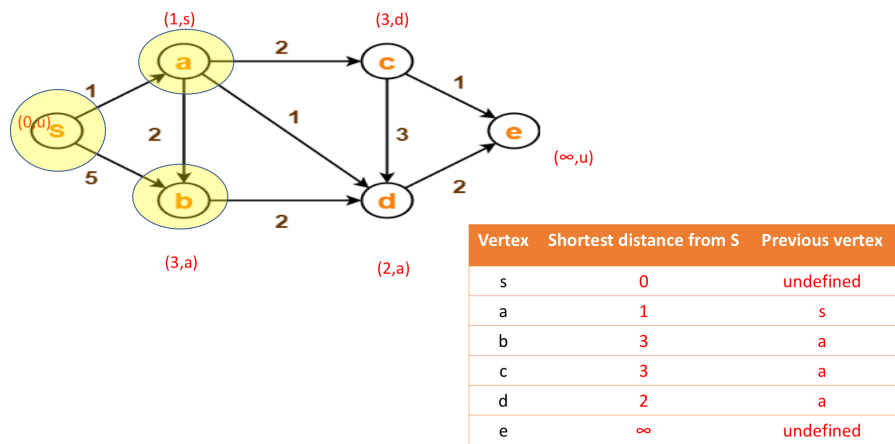 (1,s)
(3,d)
2
a
c
1
1
1
(0,u)
s
2
3
e
(∞,u)
5
2
b
d
2
(3,a)
(2,a)
Vertex Shortest distance from S Previous vertex
s 0 undefined
a 1 s
b 3 a
c 3 a
d 2 a
e ∞ undefined